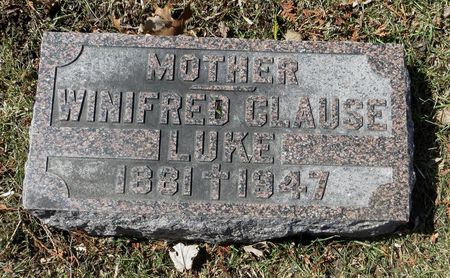 MOTHER
WINIFRED CLAUSE
LUKE
1881 † 1947